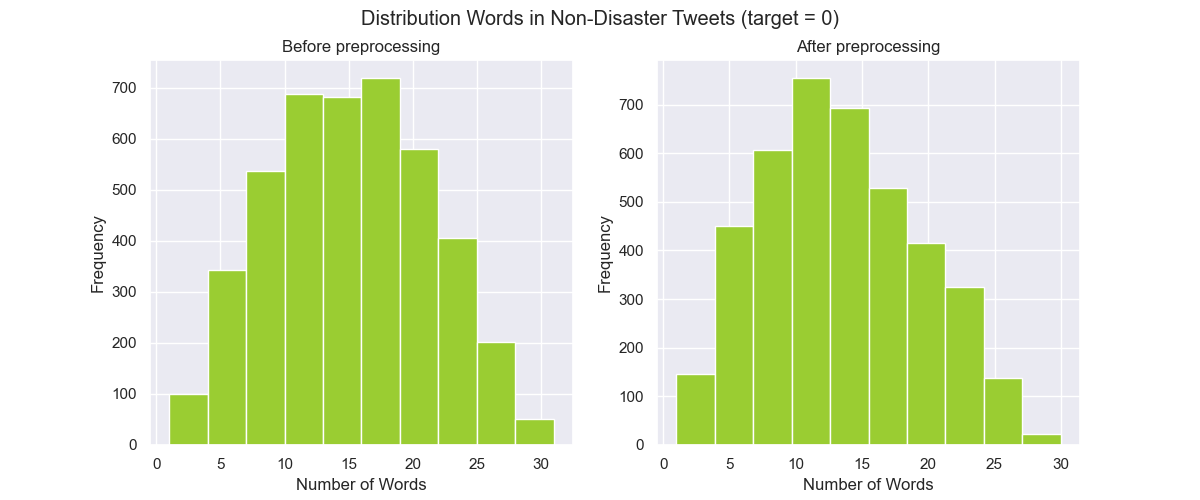 Distribution Words in Non-Disaster Tweets (target = 0)
Before preprocessing
700
600
500
400
300
200
100
0
Frequency
0 5 10 15 20 25 30
Number of Words
After preprocessing
700
600
500
400
300
200
100
0
Frequency
0 5 10 15 20 25 30
Number of Words